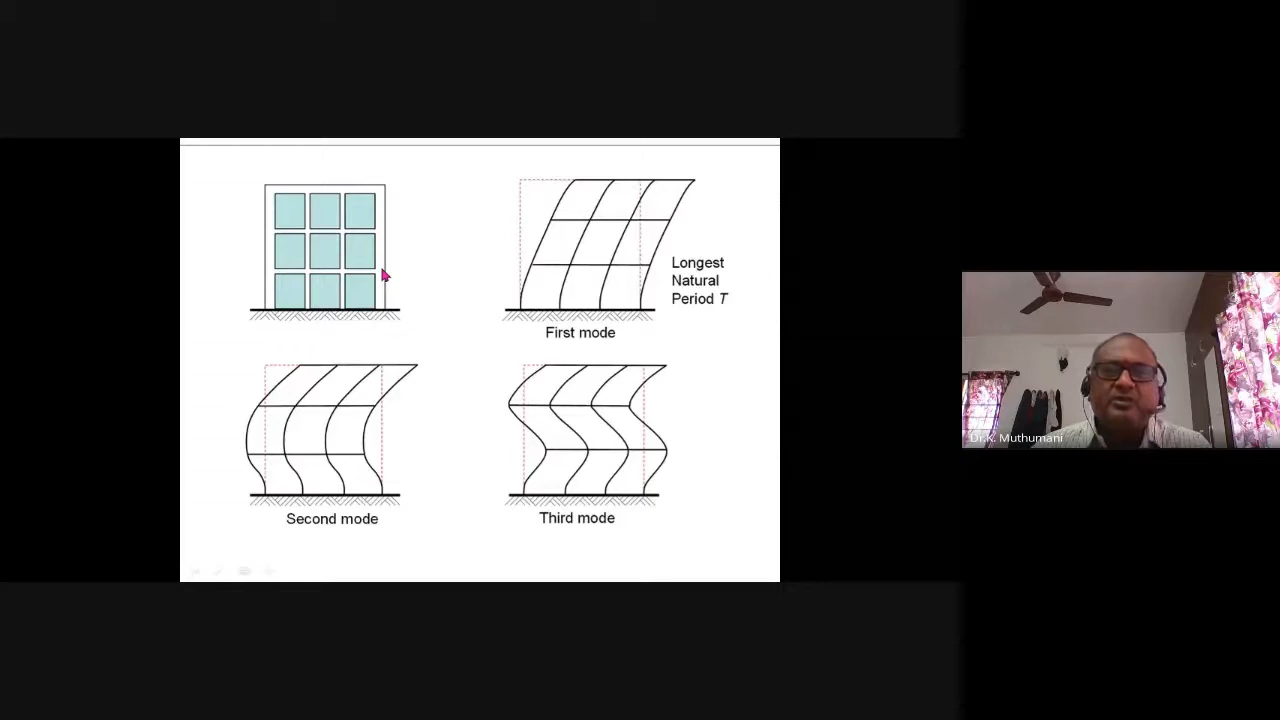 Longest
Natural
Period T
First mode
Second mode
Third mode
Dr.K. Muthumani